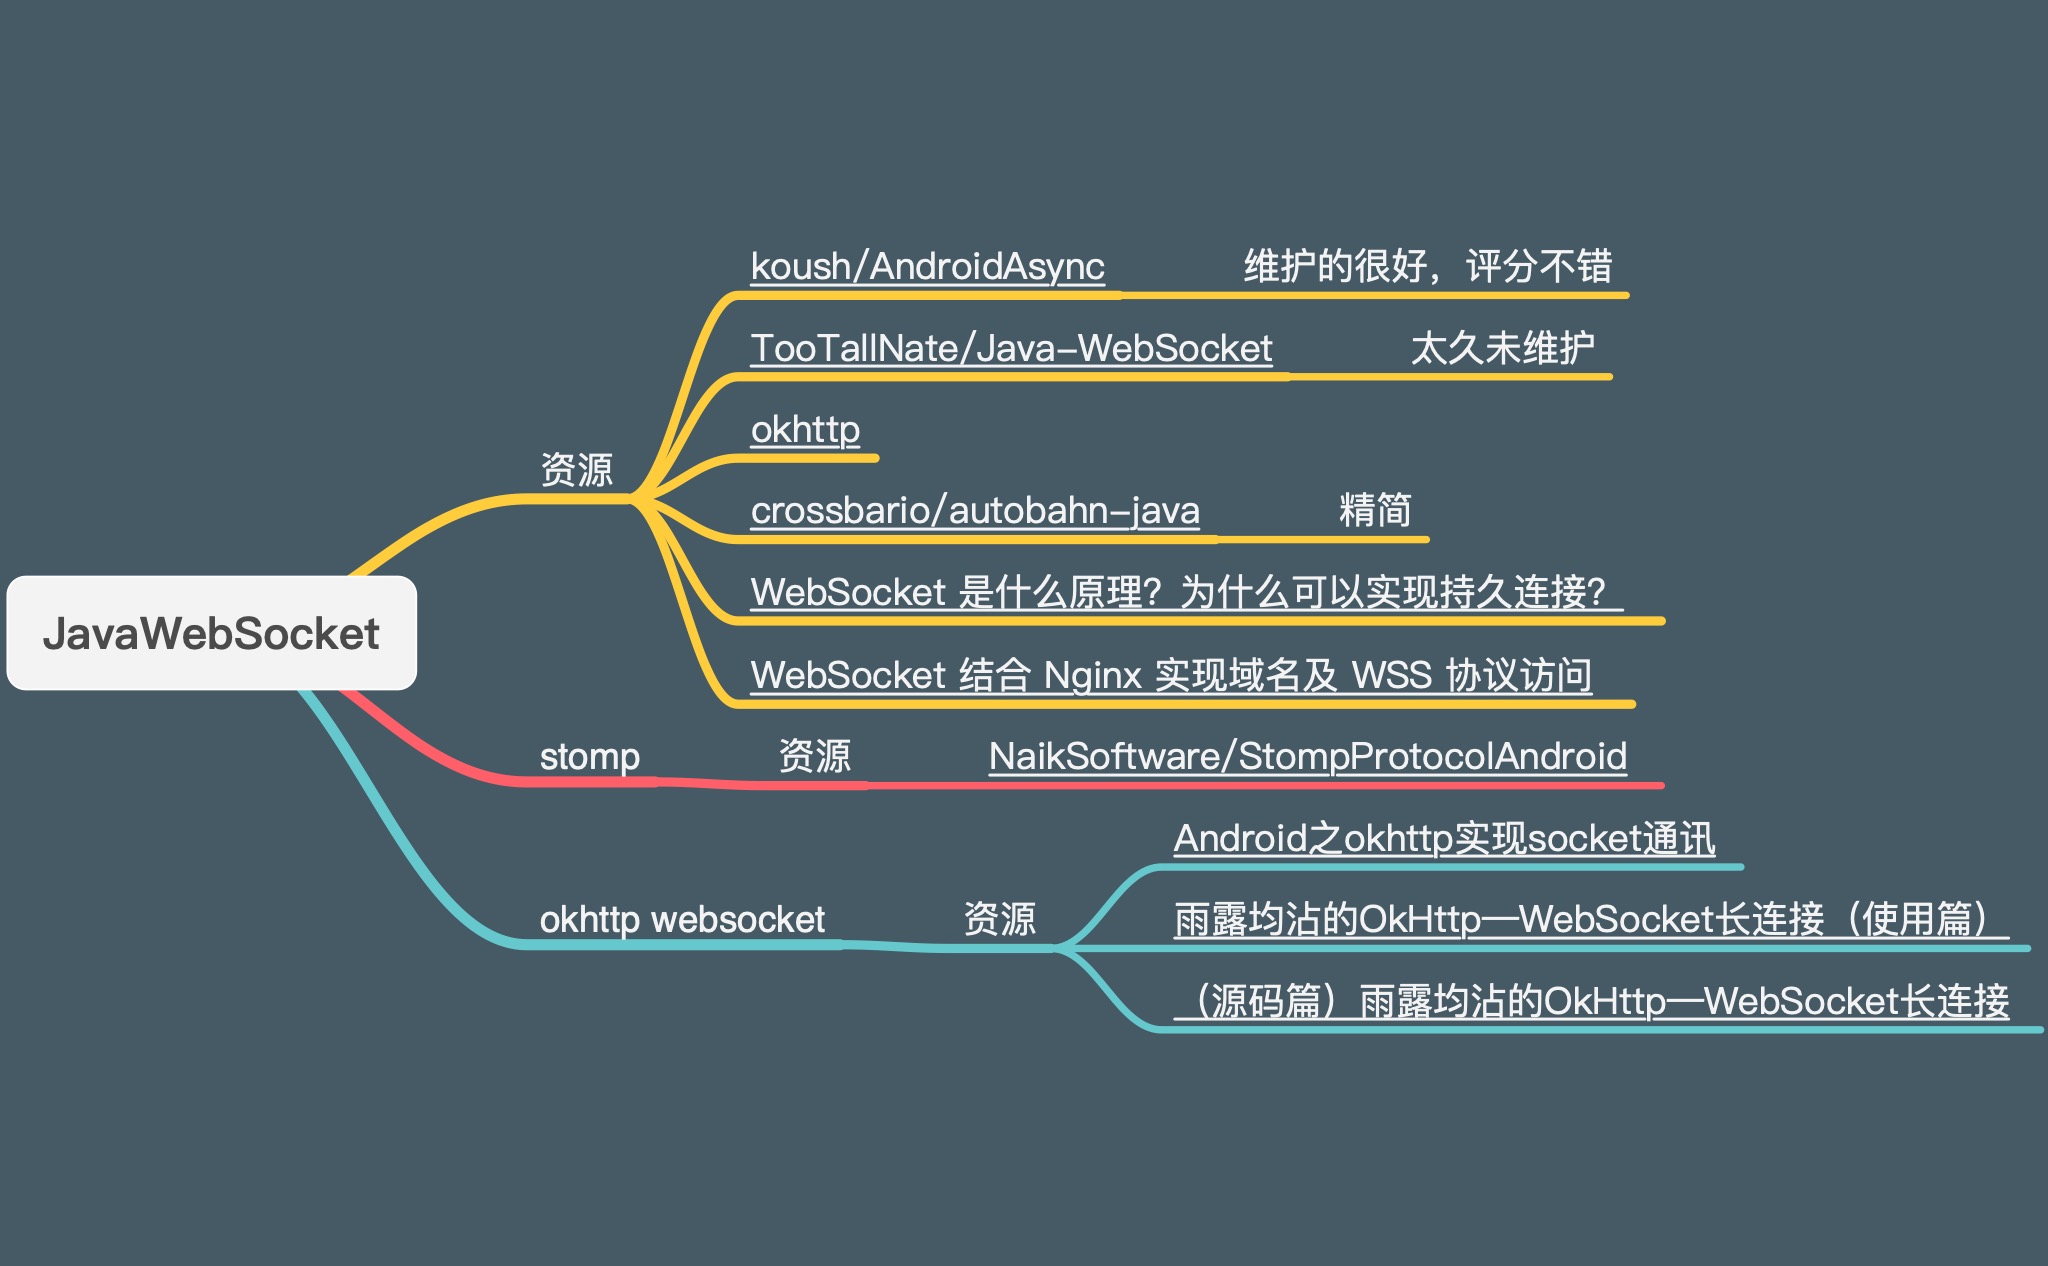 koush/AndroidAsync 维护的很好，评分不错
TooTallNate/Java-WebSocket 太久未维护
okhttp
资源
crossbario/autobahn-java 精简
WebSocket 是什么原理？为什么可以实现持久连接？
JavaWebSocket
WebSocket 结合 Nginx 实现域名及 WSS 协议访问
stomp 资源 NaikSoftware/StompProtocolAndroid
Android之okhttp实现socket通讯
okhttp websocket 资源 雨露均沾的OkHttp—WebSocket长连接（使用篇）
（源码篇）雨露均沾的OkHttp—WebSocket长连接